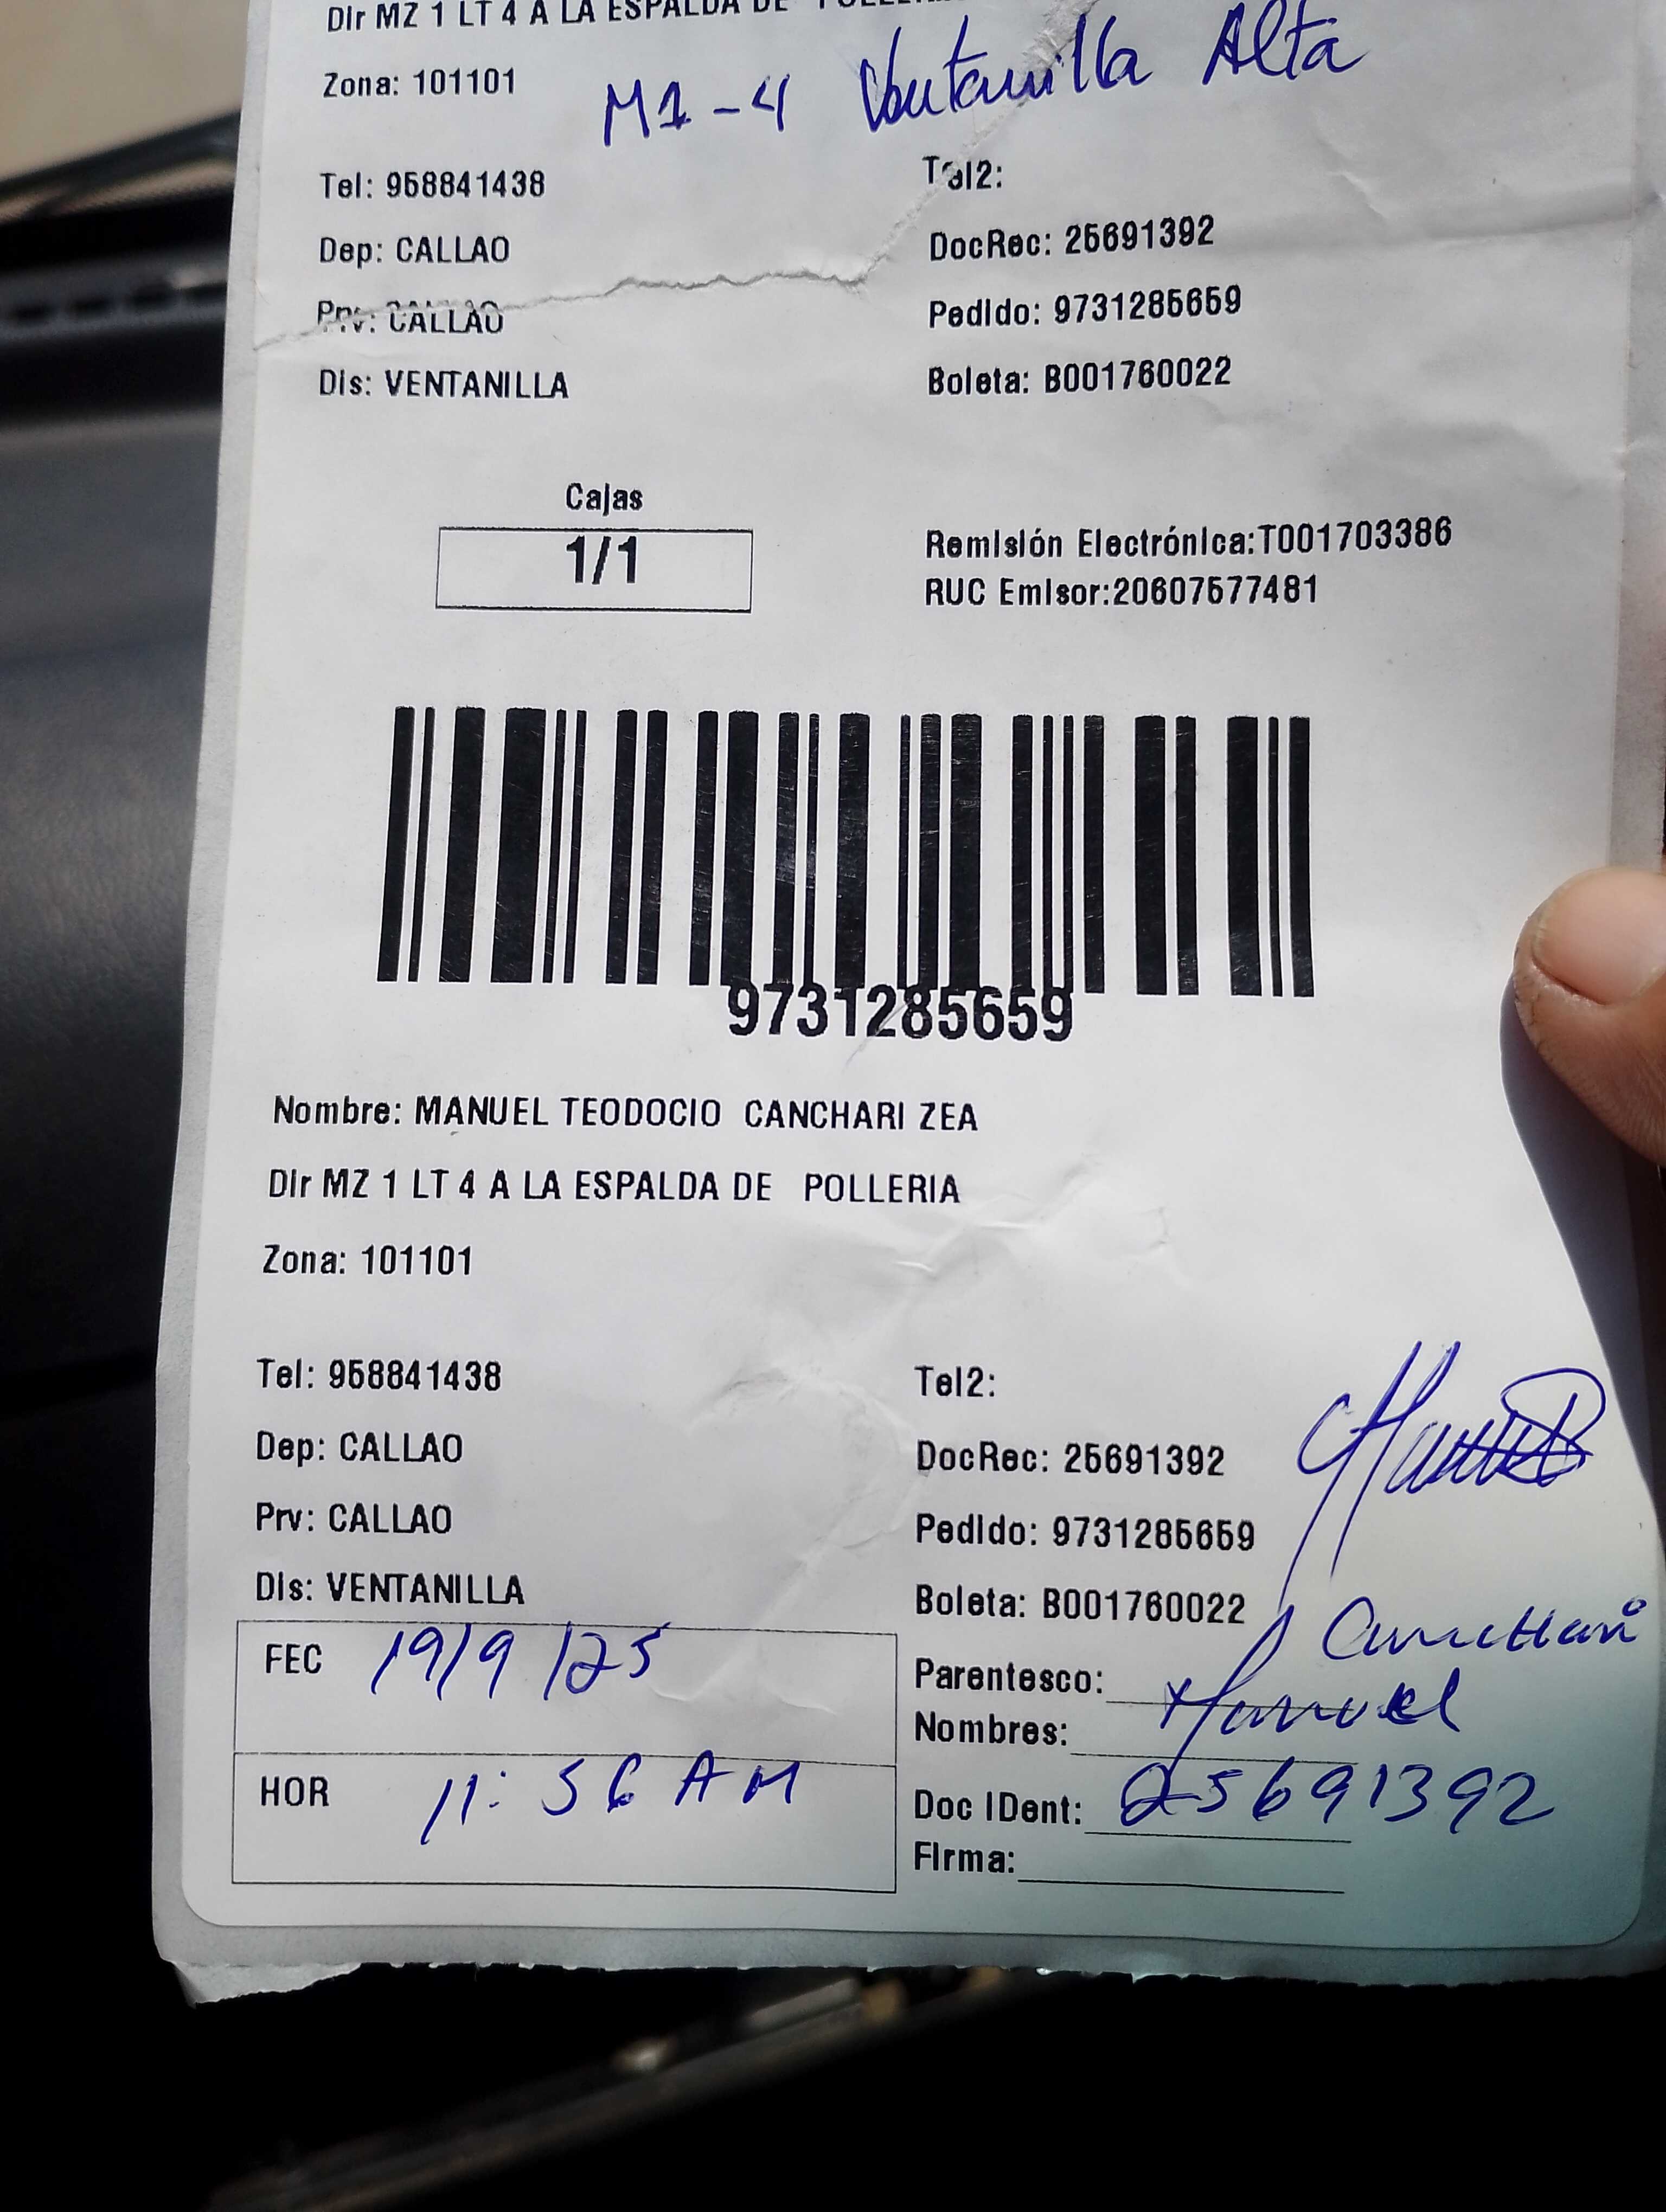 Dir MZ 1 LT 4 A LA ESPALDA DE POLLERIA
Zona: 101101
M1-4 Ventanilla Alta
Tel: 958841438
Tel2:
Dep: CALLAO
DocRec: 25691392
Prv: CALLAO
Pedido: 9731285659
Dis: VENTANILLA
Boleta: B001760022
Cajas
1/1
Remisión Electrónica:T001703386
RUC Emisor:20607577481
9731285659
Nombre: MANUEL TEODOCIO CANCHARI ZEA
Dir MZ 1 LT 4 A LA ESPALDA DE POLLERIA
Zona: 101101
Tel: 958841438
Tel2:
Dep: CALLAO
DocRec: 25691392
Prv: CALLAO
Pedido: 9731285659
Dis: VENTANILLA
Boleta: B001760022
FEC 19/9/25
Parentesco:
Nombres: Manuel
HOR 11:56 AM
Doc IDent: 25691392
Firma: